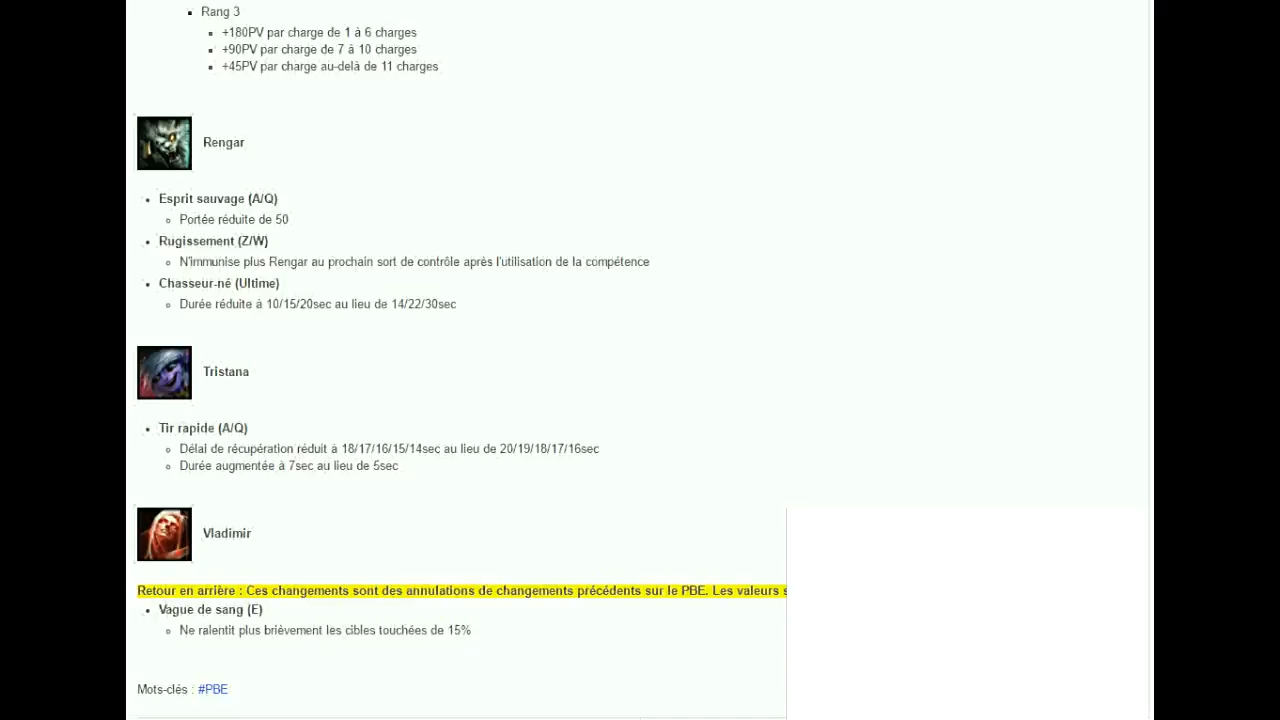 Rang 3
+180PV par charge de 1 à 6 charges
+90PV par charge de 7 à 10 charges
+45PV par charge au-delà de 11 charges
Rengar
Esprit sauvage (A/Q)
Portée réduite de 50
Rugissement (Z/W)
N'immunise plus Rengar au prochain sort de contrôle après l'utilisation de la compétence
Chasseur-né (Ultime)
Durée réduite à 10/15/20sec au lieu de 14/22/30sec
Tristana
Tir rapide (A/Q)
Délai de récupération réduit à 18/17/16/15/14sec au lieu de 20/19/18/17/16sec
Durée augmentée à 7sec au lieu de 5sec
Vladimir
Retour en arrière : Ces changements sont des annulations de changements précédents sur le PBE. Les valeurs
Vague de sang (E)
Ne ralentit plus brièvement les cibles touchées de 15%
Mots-clés : #PBE